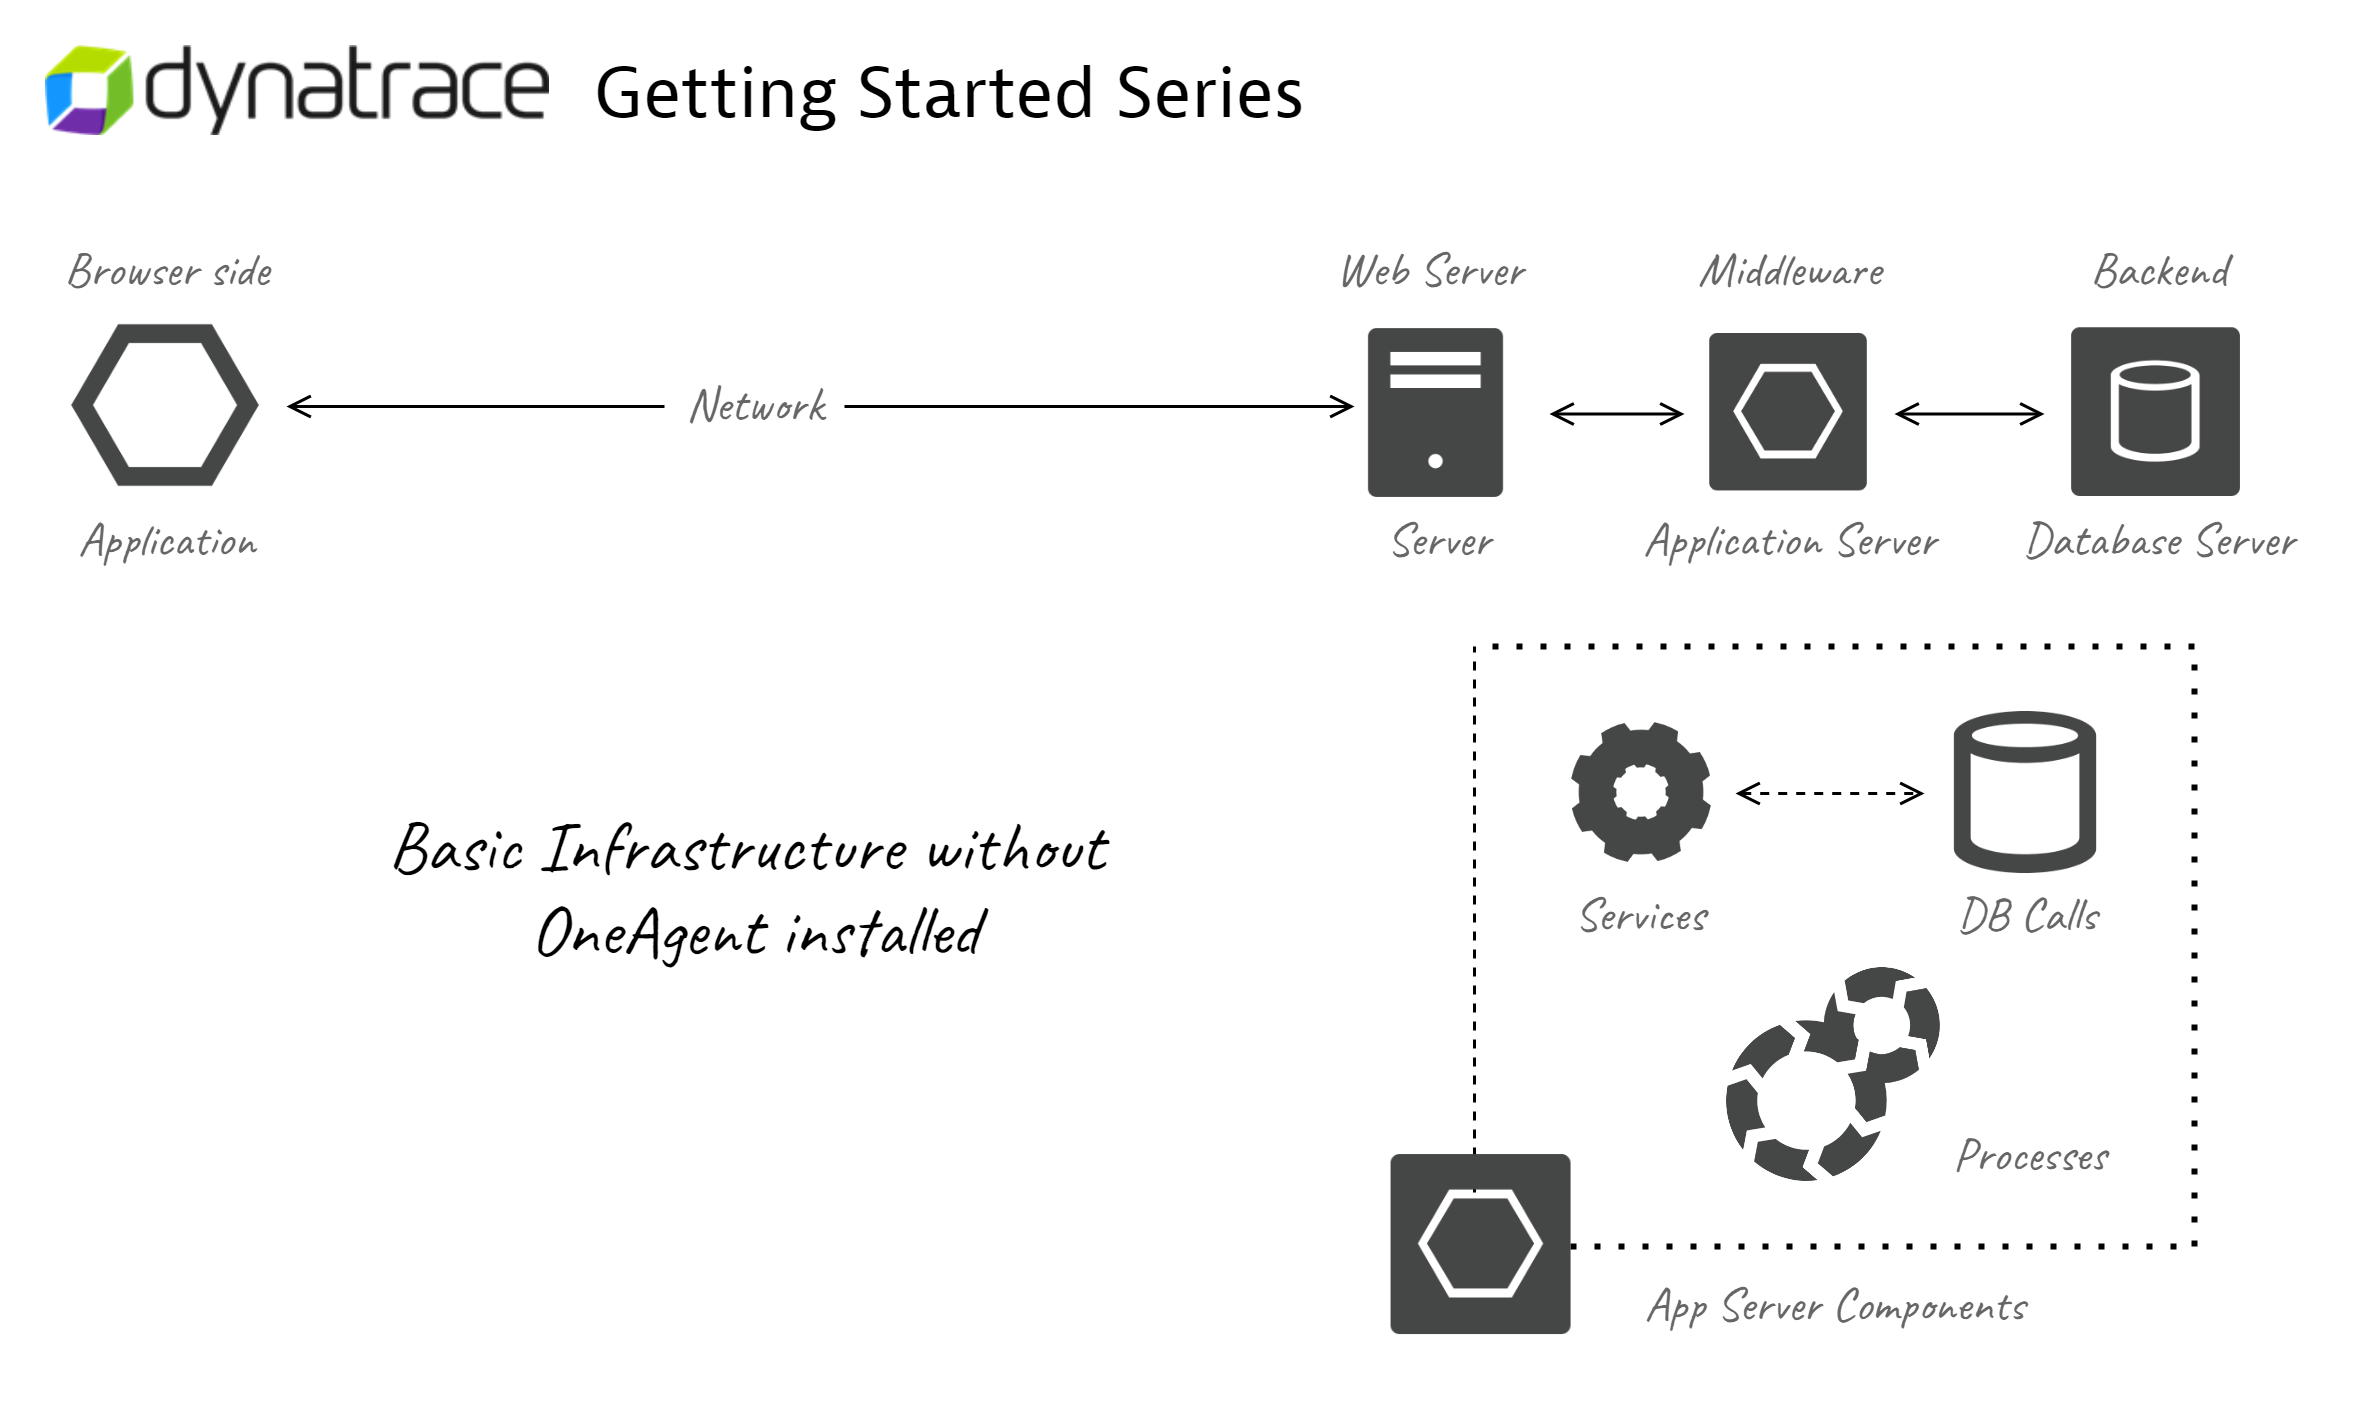 dynatrace Getting Started Series
Browser side
Web Server
Middleware
Backend
Network
Application
Server
Application Server
Database Server
Basic Infrastructure without
OneAgent installed
Services
DB Calls
Processes
App Server Components